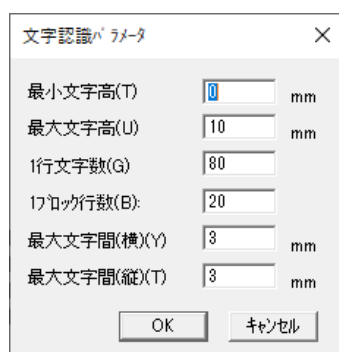 文字認識ﾊﾟﾗﾒｰﾀ
最小文字高(T) 0 mm
最大文字高(U) 10 mm
1行文字数(G) 80
1ﾌﾞﾛｯｸ行数(B): 20
最大文字間(横)(Y) 3 mm
最大文字間(縦)(T) 3 mm
OK ｷｬﾝｾﾙ